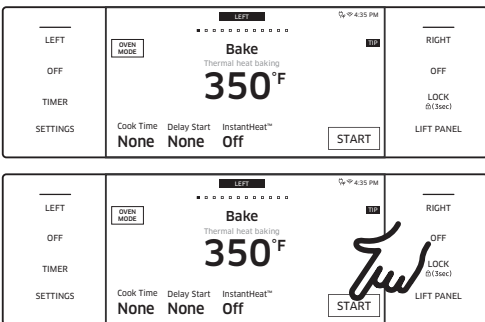 LEFT
4:35 PM
LEFT
OVEN
MODE
Bake
TIP
RIGHT
Thermal heat baking
OFF
350°F
OFF
TIMER
LOCK
(3sec)
SETTINGS
Cook Time Delay Start InstantHeat™
None None Off
START
LIFT PANEL
LEFT
4:35 PM
LEFT
OVEN
MODE
Bake
TIP
RIGHT
Thermal heat baking
OFF
350°F
OFF
TIMER
LOCK
(3sec)
SETTINGS
Cook Time Delay Start InstantHeat™
None None Off
START
LIFT PANEL